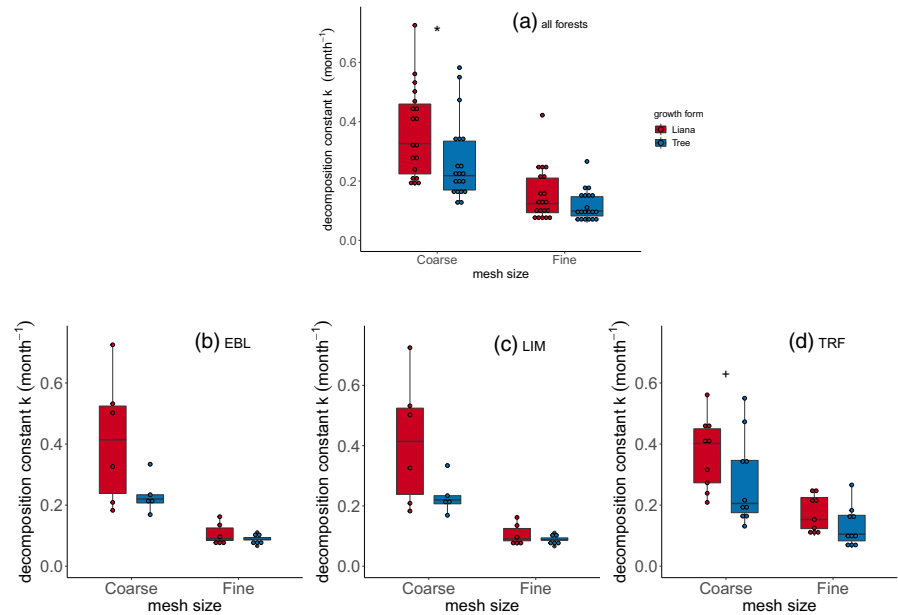 (a) all forests
*
decomposition constant k (month⁻¹)
0.6
0.4
0.2
0.0
Coarse
Fine
mesh size
growth form
Liana
Tree
(b) EBL
decomposition constant k (month⁻¹)
0.6
0.4
0.2
0.0
Coarse
Fine
mesh size
(c) LIM
decomposition constant k (month⁻¹)
0.6
0.4
0.2
0.0
Coarse
Fine
mesh size
(d) TRF
+
decomposition constant k (month⁻¹)
0.6
0.4
0.2
0.0
Coarse
Fine
mesh size